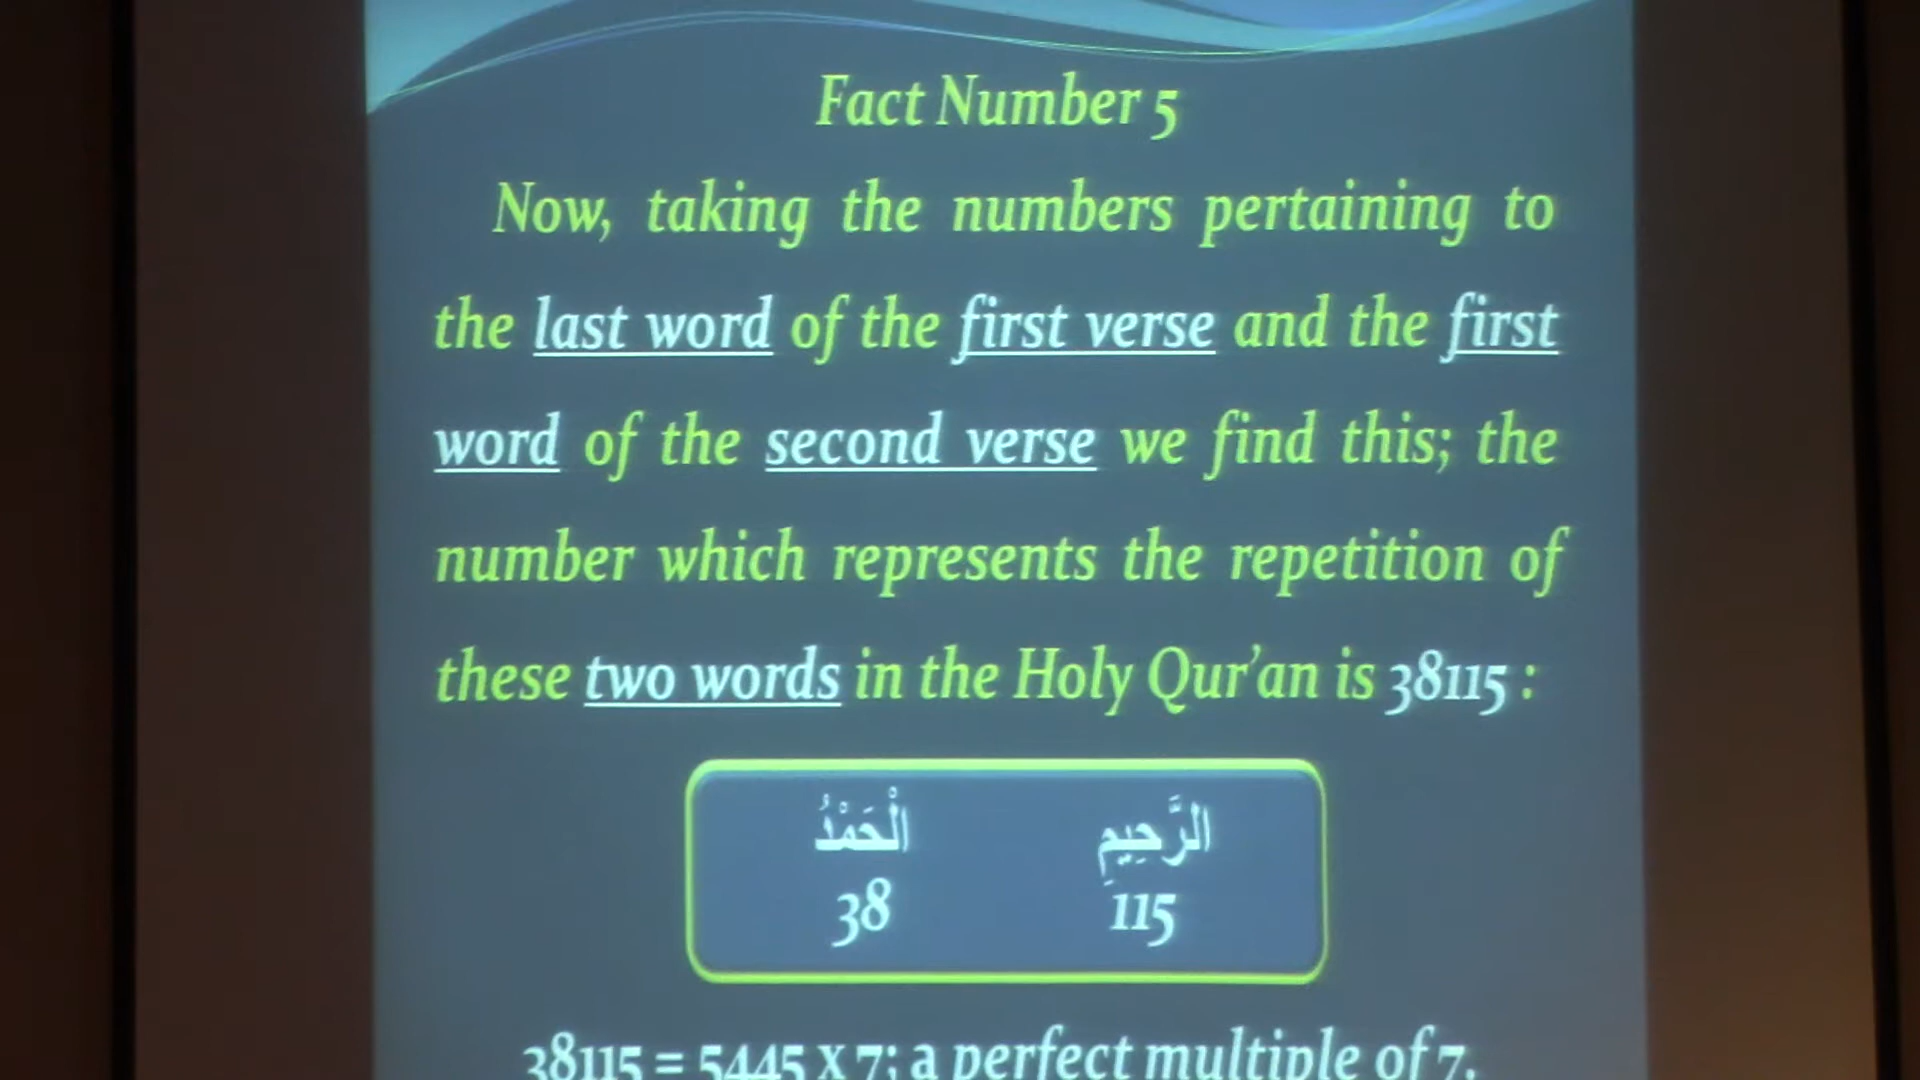 Fact Number 5
Now, taking the numbers pertaining to
the last word of the first verse and the first
word of the second verse we find this; the
number which represents the repetition of
these two words in the Holy Qur’an is 38115 :
الْحَمْدُ الرَّحِيمِ
38 115
38115 = 5445 X 7; a perfect multiple of 7.